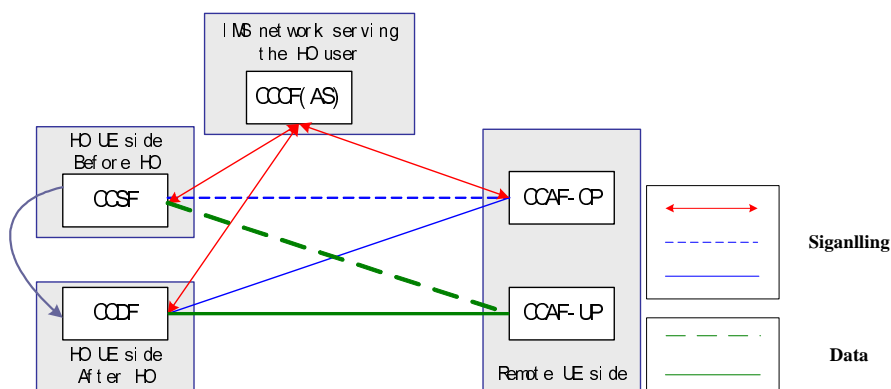 IMS network serving
the HO user
CCCF(AS)
HO UE side
Before HO
CCSF
CCAF-CP
Siganlling
CCDF
CCAF-UP
HO UE side
After HO
Remote UE side
Data